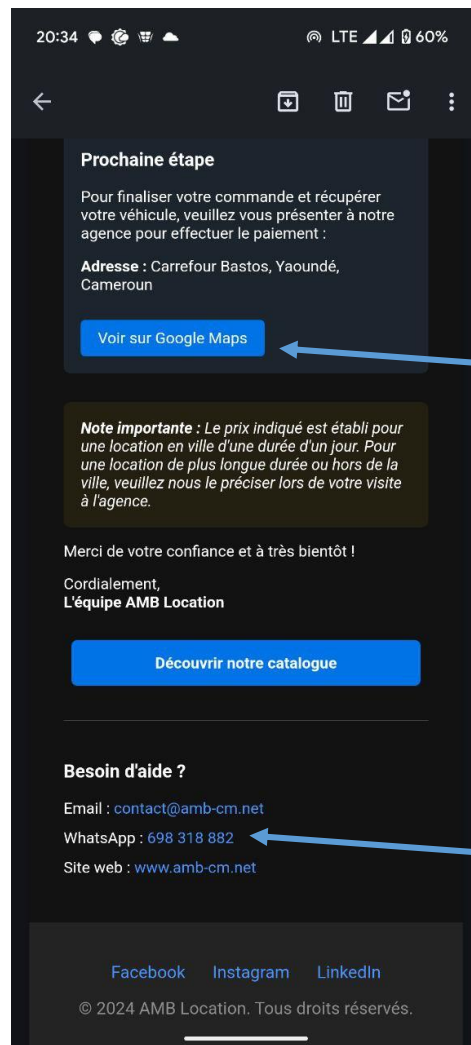 20:34 LTE 60%
Prochaine étape
Pour finaliser votre commande et récupérer
votre véhicule, veuillez vous présenter à notre
agence pour effectuer le paiement :
Adresse : Carrefour Bastos, Yaoundé,
Cameroun
Voir sur Google Maps
Note importante : Le prix indiqué est établi pour
une location en ville d'une durée d'un jour. Pour
une location de plus longue durée ou hors de la
ville, veuillez nous le préciser lors de votre visite
à l'agence.
Merci de votre confiance et à très bientôt !
Cordialement,
L'équipe AMB Location
Découvrir notre catalogue
Besoin d'aide ?
Email : contact@amb-cm.net
WhatsApp : 698 318 882
Site web : www.amb-cm.net
Facebook Instagram LinkedIn
© 2024 AMB Location. Tous droits réservés.